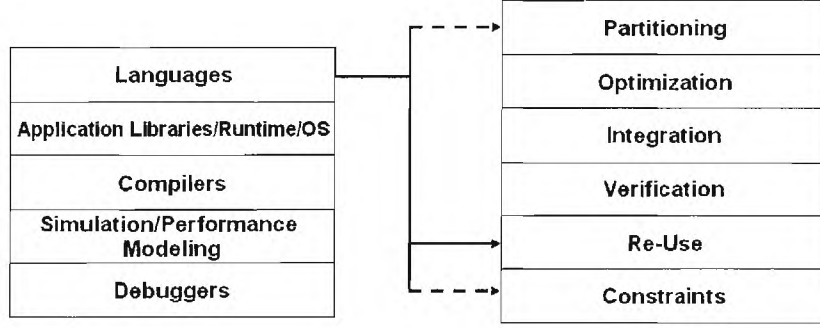 Languages
Application Libraries/Runtime/OS
Compilers
Simulation/Performance
Modeling
Debuggers
Partitioning
Optimization
Integration
Verification
Re-Use
Constraints